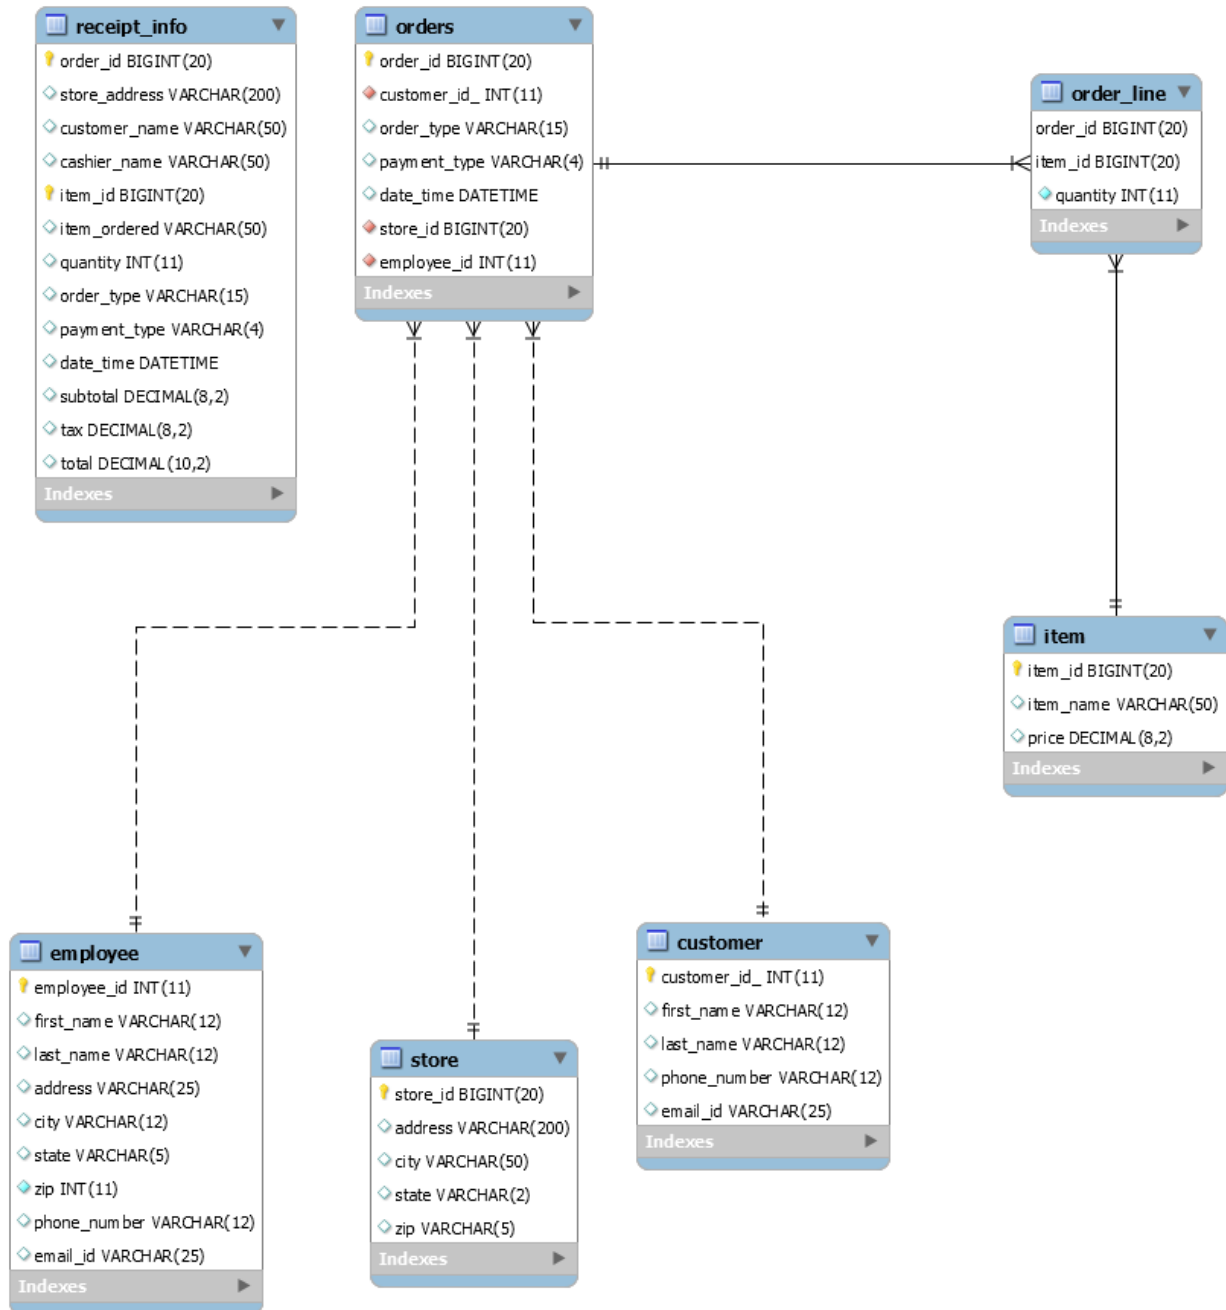 receipt_info
order_id BIGINT(20)
store_address VARCHAR(200)
customer_name VARCHAR(50)
cashier_name VARCHAR(50)
item_id BIGINT(20)
item_ordered VARCHAR(50)
quantity INT(11)
order_type VARCHAR(15)
payment_type VARCHAR(4)
date_time DATETIME
subtotal DECIMAL(8,2)
tax DECIMAL(8,2)
total DECIMAL(10,2)
Indexes
orders
order_id BIGINT(20)
customer_id_ INT(11)
order_type VARCHAR(15)
payment_type VARCHAR(4)
date_time DATETIME
store_id BIGINT(20)
employee_id INT(11)
Indexes
order_line
order_id BIGINT(20)
item_id BIGINT(20)
quantity INT(11)
Indexes
item
item_id BIGINT(20)
item_name VARCHAR(50)
price DECIMAL(8,2)
Indexes
employee
employee_id INT(11)
first_name VARCHAR(12)
last_name VARCHAR(12)
address VARCHAR(25)
city VARCHAR(12)
state VARCHAR(5)
zip INT(11)
phone_number VARCHAR(12)
email_id VARCHAR(25)
Indexes
store
store_id BIGINT(20)
address VARCHAR(200)
city VARCHAR(50)
state VARCHAR(2)
zip VARCHAR(5)
Indexes
customer
customer_id_ INT(11)
first_name VARCHAR(12)
last_name VARCHAR(12)
phone_number VARCHAR(12)
email_id VARCHAR(25)
Indexes